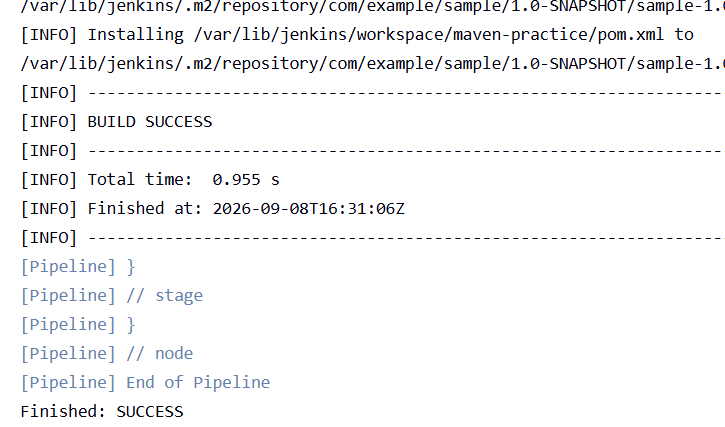 /var/lib/jenkins/.m2/repository/com/example/sample/1.0-SNAPSHOT/sample-1.
[INFO] Installing /var/lib/jenkins/workspace/maven-practice/pom.xml to
/var/lib/jenkins/.m2/repository/com/example/sample/1.0-SNAPSHOT/sample-1.
[INFO] ------------------------------------------------------------------
[INFO] BUILD SUCCESS
[INFO] ------------------------------------------------------------------
[INFO] Total time:  0.955 s
[INFO] Finished at: 2026-09-08T16:31:06Z
[INFO] ------------------------------------------------------------------
[Pipeline] }
[Pipeline] // stage
[Pipeline] }
[Pipeline] // node
[Pipeline] End of Pipeline
Finished: SUCCESS